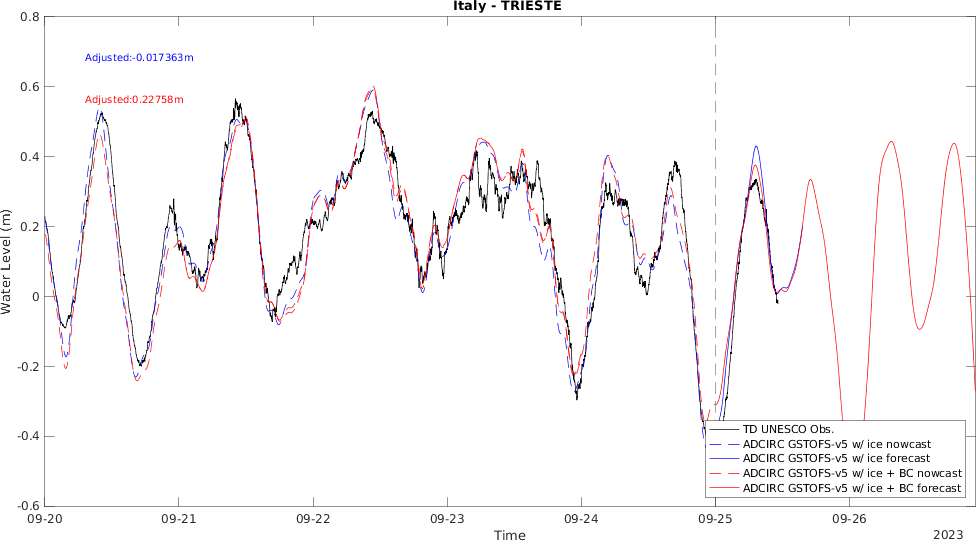 Italy - TRIESTE
0.8
Adjusted:-0.017363m
0.6
Adjusted:0.22758m
0.4
0.2
0
-0.2
-0.4
-0.6
Water Level (m)
TD UNESCO Obs.
ADCIRC GSTOFS-v5 w/ ice nowcast
ADCIRC GSTOFS-v5 w/ ice forecast
ADCIRC GSTOFS-v5 w/ ice + BC nowcast
ADCIRC GSTOFS-v5 w/ ice + BC forecast
09-20 09-21 09-22 09-23 09-24 09-25 09-26
Time
2023